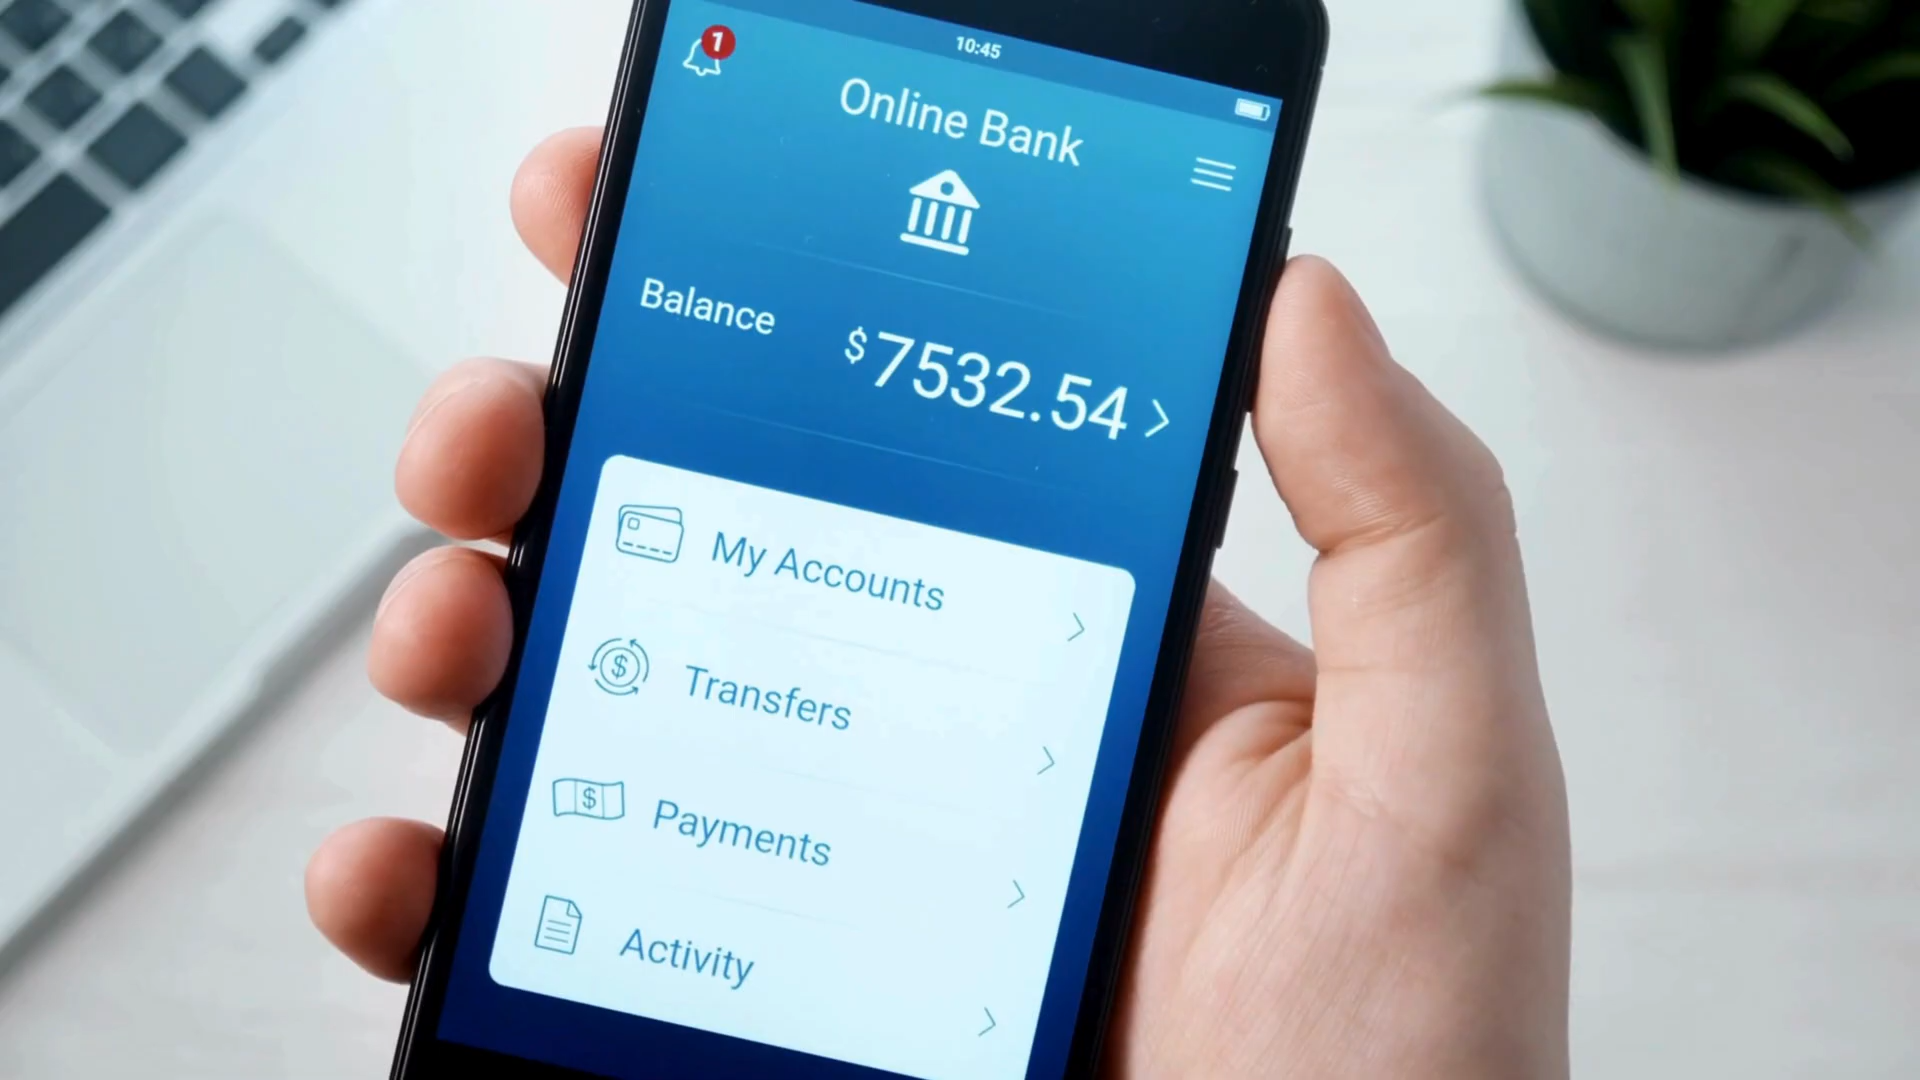 10:45
1
Online Bank
Balance $7532.54
My Accounts
$ Transfers
$ Payments
Activity